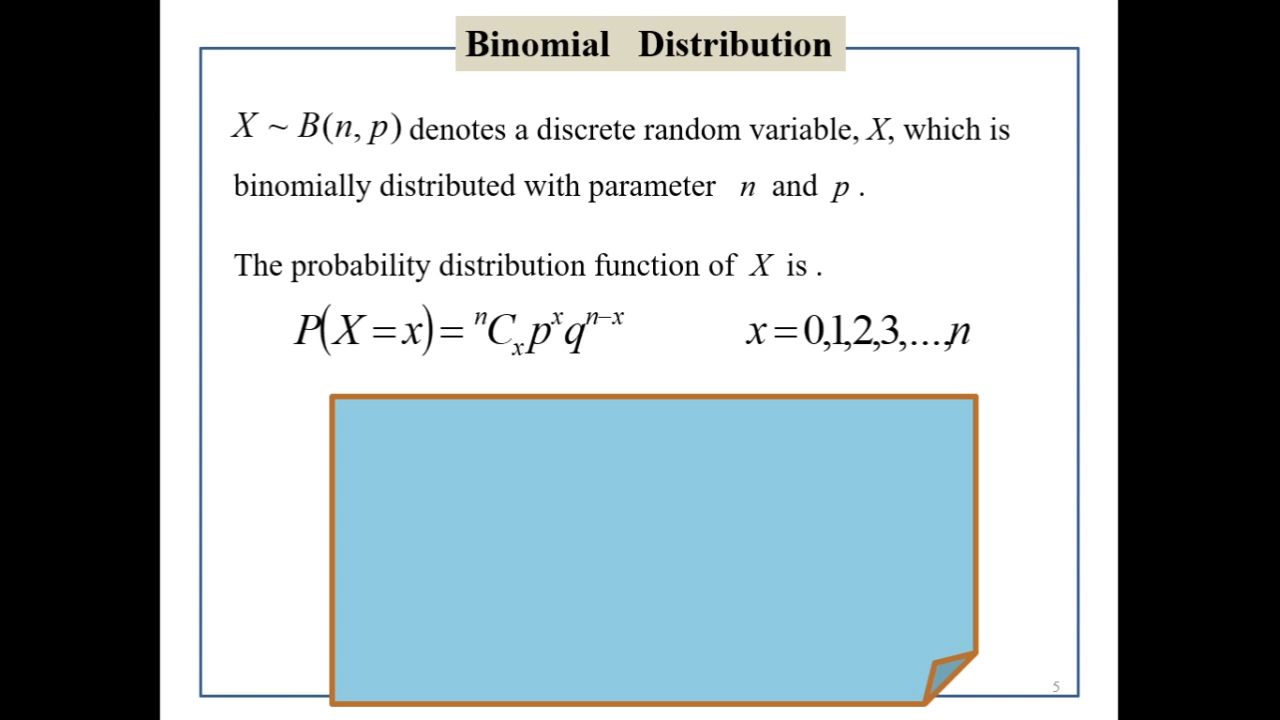 Binomial Distribution
X ~ B(n, p) denotes a discrete random variable, X, which is
binomially distributed with parameter n and p .
The probability distribution function of X is .
P(X = x) = ⁿCₓ pˣ qⁿ⁻ˣ x = 0,1,2,3,...,n
5